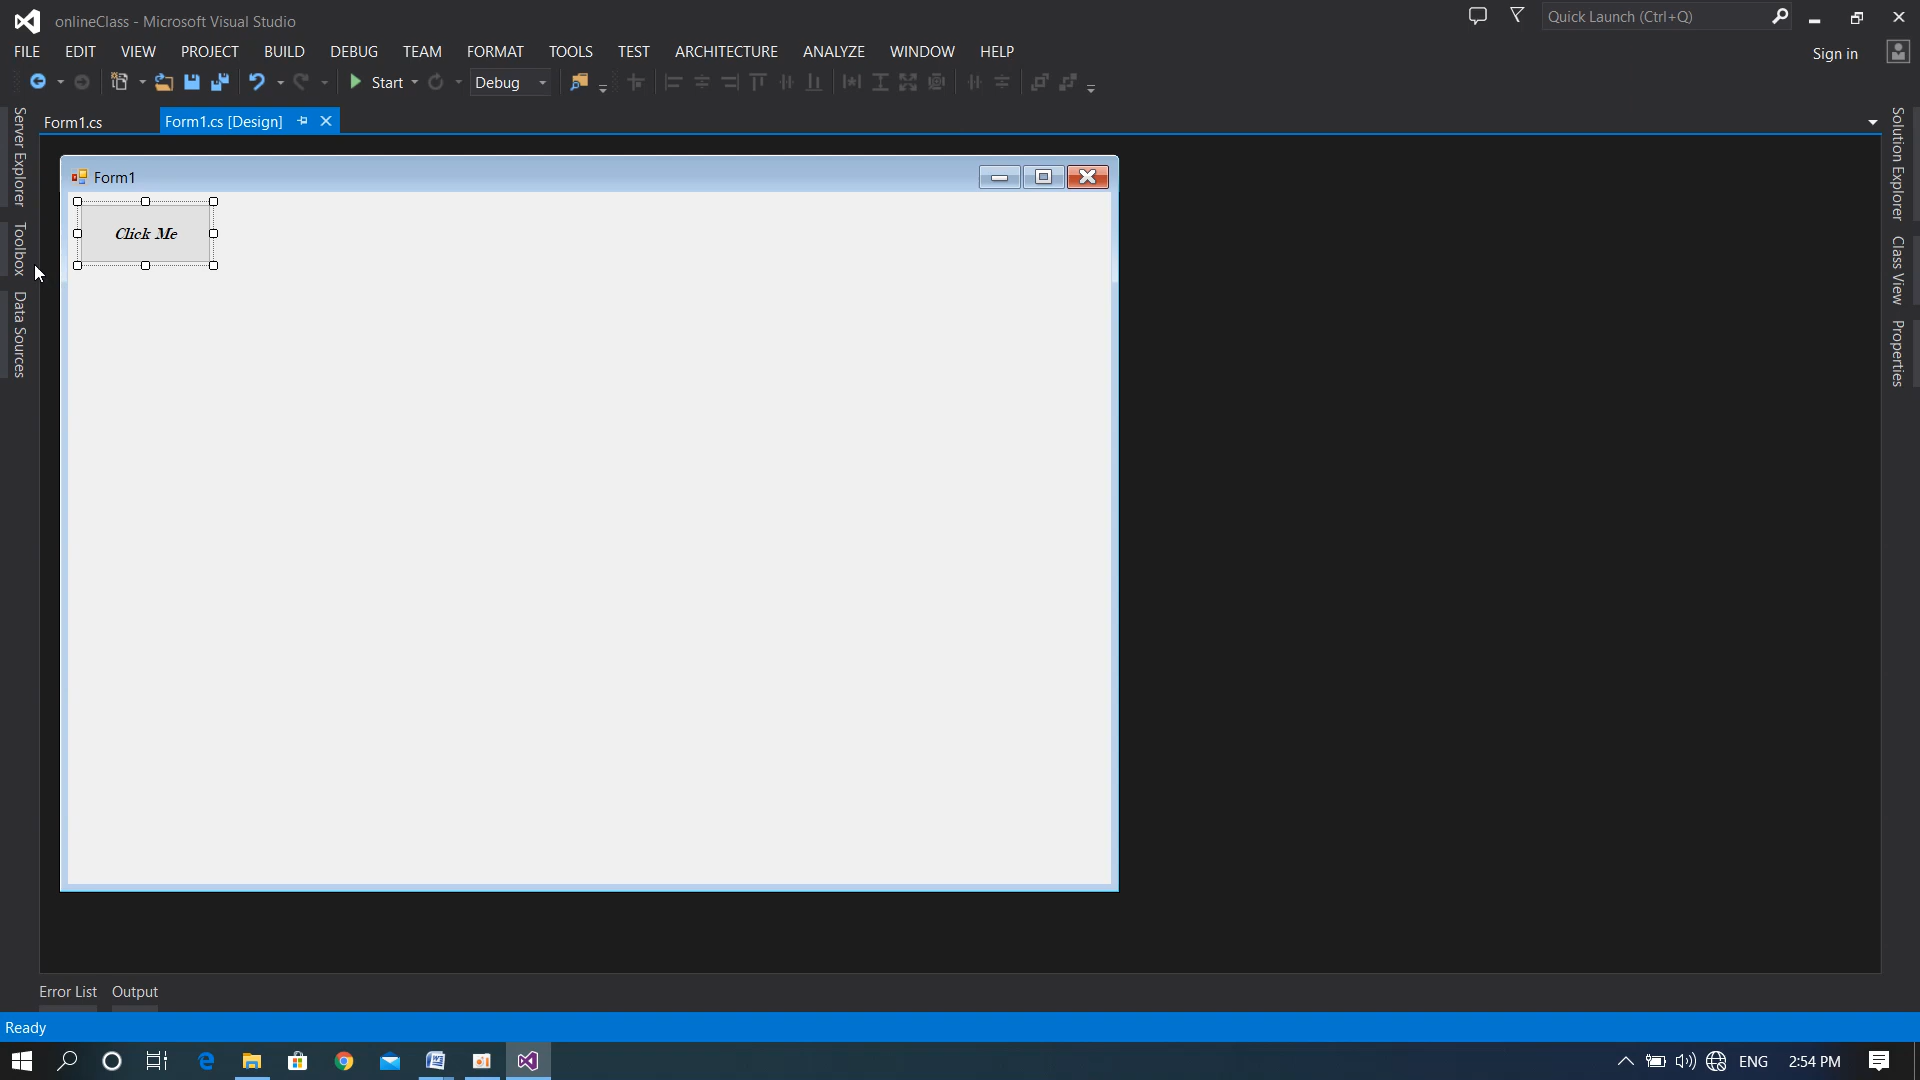 onlineClass - Microsoft Visual Studio
Quick Launch (Ctrl+Q)
FILE EDIT VIEW PROJECT BUILD DEBUG TEAM FORMAT TOOLS TEST ARCHITECTURE ANALYZE WINDOW HELP
Sign in
Start Debug
Form1.cs Form1.cs [Design]
Server Explorer
Toolbox
Data Sources
Form1
Click Me
Solution Explorer
Class View
Properties
Error List Output
Ready
ENG 2:54 PM